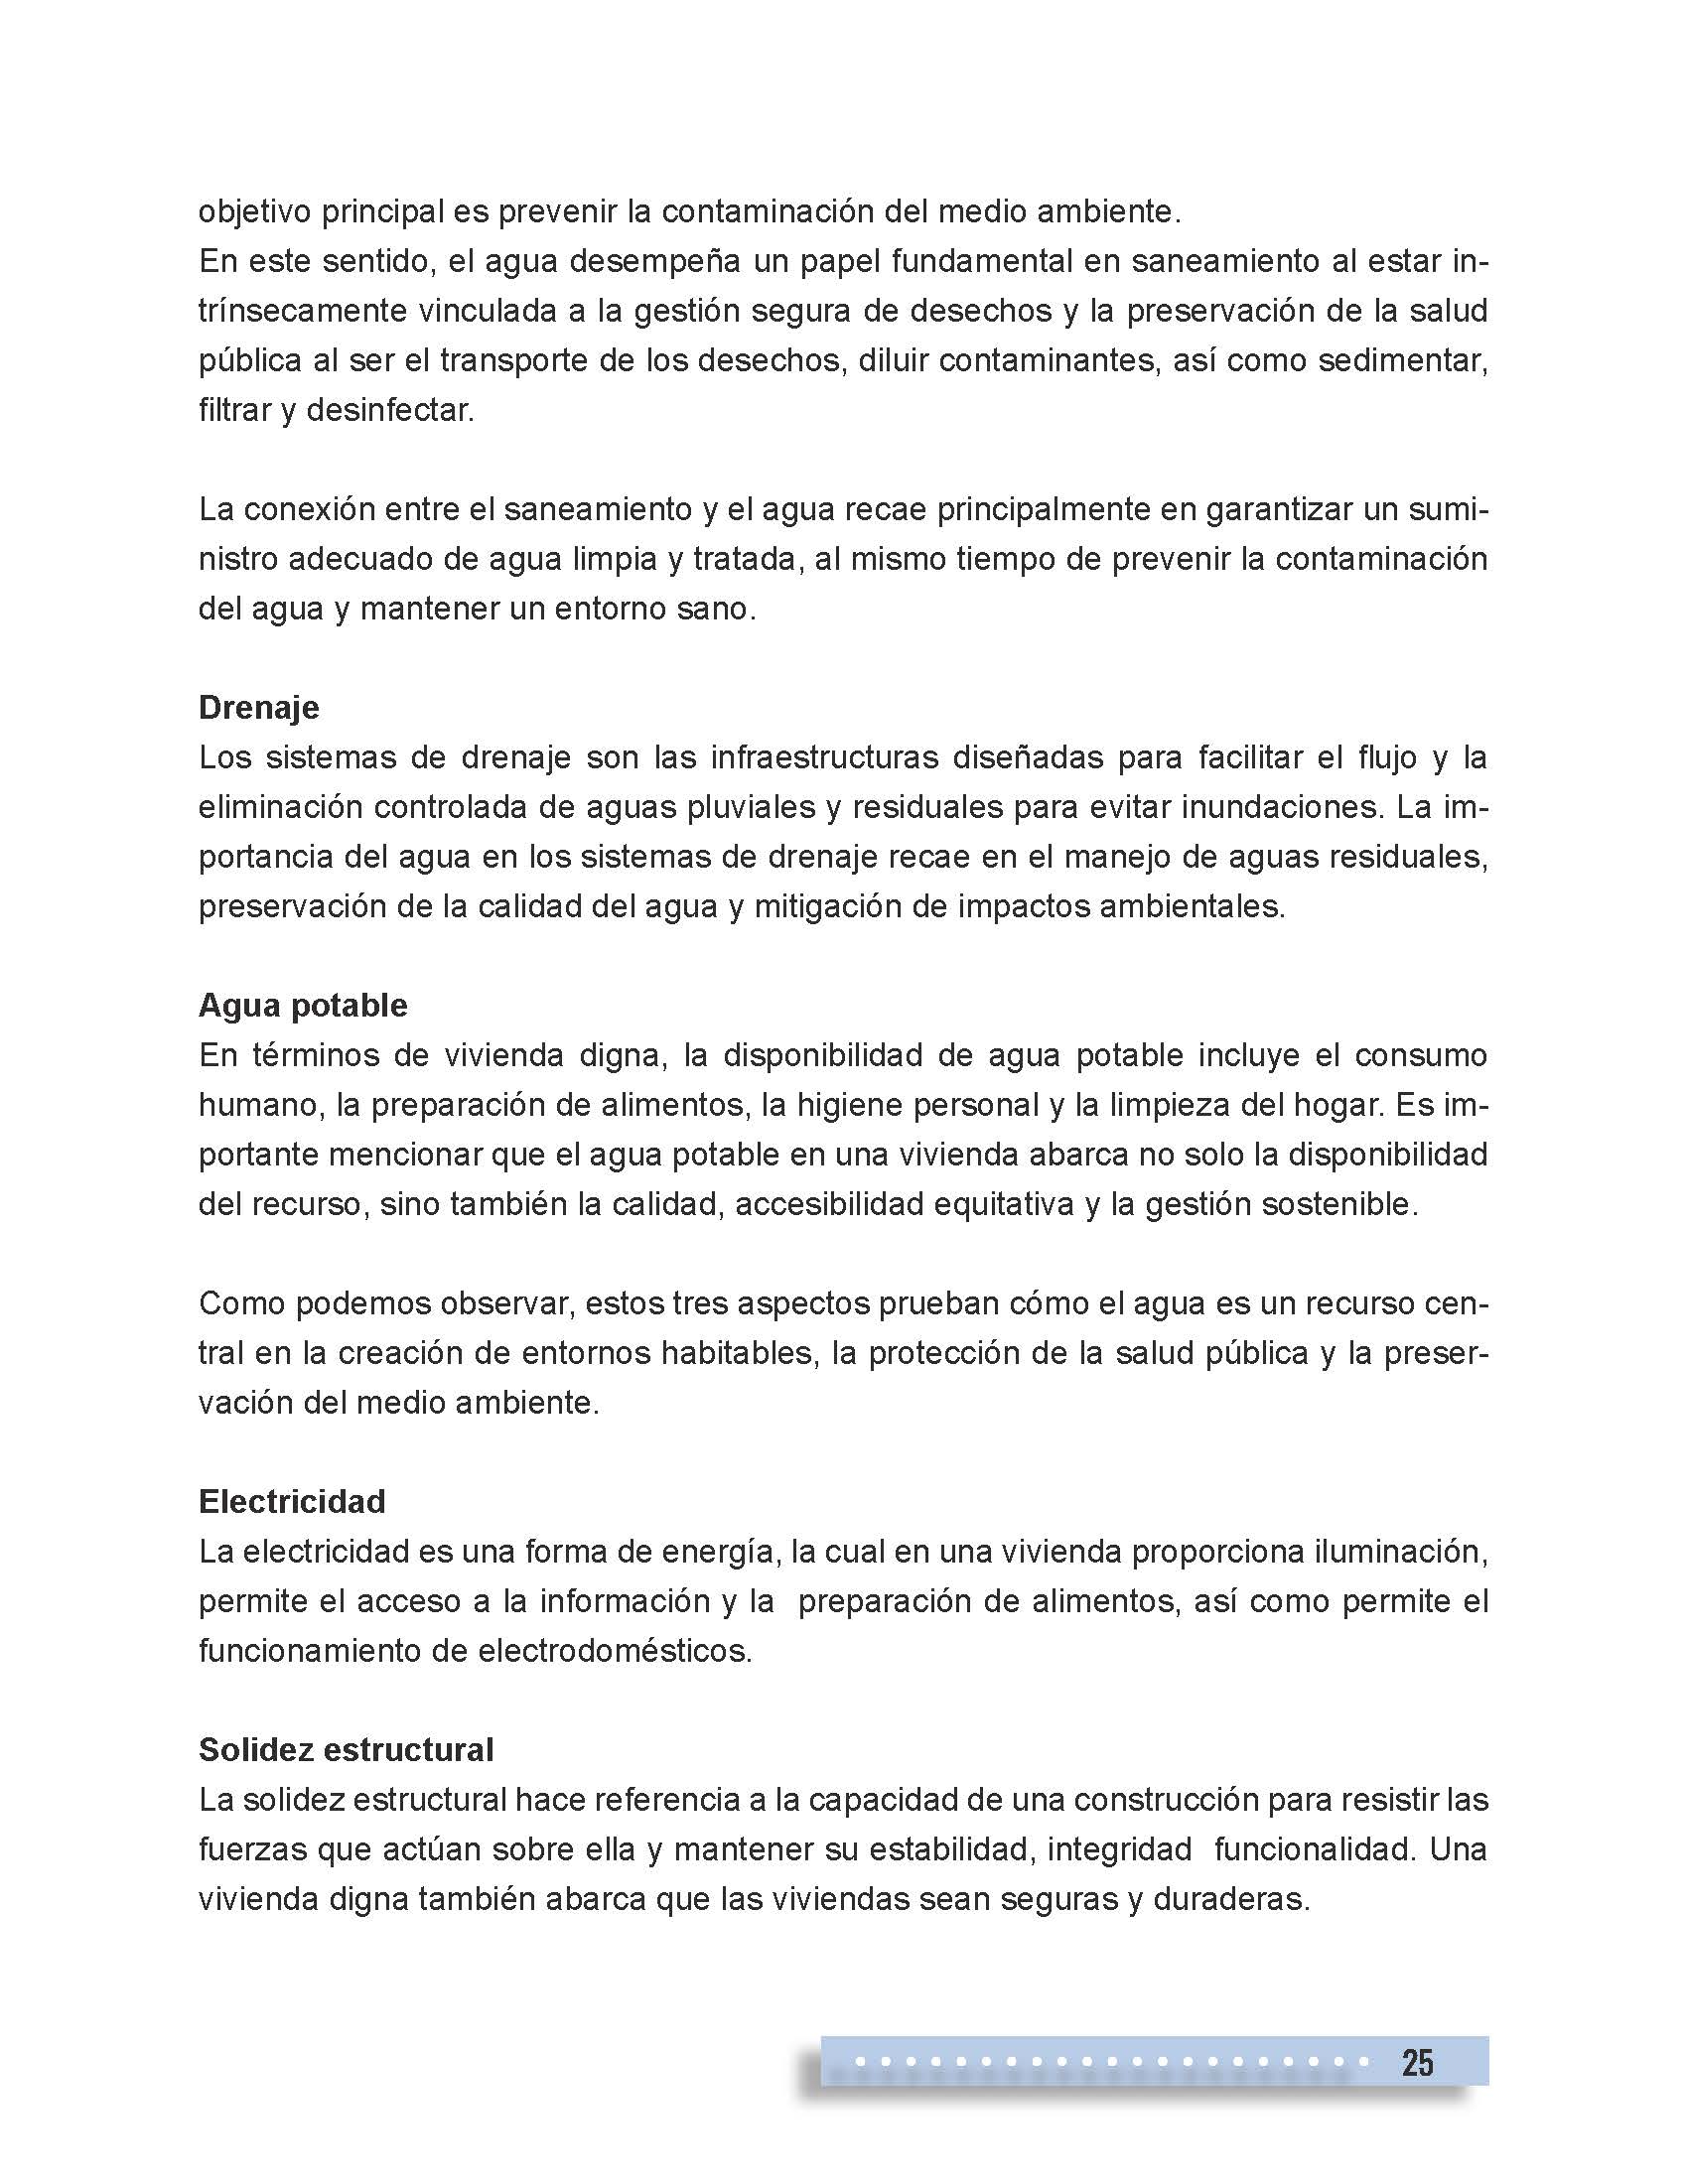 objetivo principal es prevenir la contaminación del medio ambiente.
En este sentido, el agua desempeña un papel fundamental en saneamiento al estar in-
trínsecamente vinculada a la gestión segura de desechos y la preservación de la salud
pública al ser el transporte de los desechos, diluir contaminantes, así como sedimentar,
filtrar y desinfectar.
La conexión entre el saneamiento y el agua recae principalmente en garantizar un sumi-
nistro adecuado de agua limpia y tratada, al mismo tiempo de prevenir la contaminación
del agua y mantener un entorno sano.
Drenaje
Los sistemas de drenaje son las infraestructuras diseñadas para facilitar el flujo y la
eliminación controlada de aguas pluviales y residuales para evitar inundaciones. La im-
portancia del agua en los sistemas de drenaje recae en el manejo de aguas residuales,
preservación de la calidad del agua y mitigación de impactos ambientales.
Agua potable
En términos de vivienda digna, la disponibilidad de agua potable incluye el consumo
humano, la preparación de alimentos, la higiene personal y la limpieza del hogar. Es im-
portante mencionar que el agua potable en una vivienda abarca no solo la disponibilidad
del recurso, sino también la calidad, accesibilidad equitativa y la gestión sostenible.
Como podemos observar, estos tres aspectos prueban cómo el agua es un recurso cen-
tral en la creación de entornos habitables, la protección de la salud pública y la preser-
vación del medio ambiente.
Electricidad
La electricidad es una forma de energía, la cual en una vivienda proporciona iluminación,
permite el acceso a la información y la  preparación de alimentos, así como permite el
funcionamiento de electrodomésticos.
Solidez estructural
La solidez estructural hace referencia a la capacidad de una construcción para resistir las
fuerzas que actúan sobre ella y mantener su estabilidad, integridad  funcionalidad. Una
vivienda digna también abarca que las viviendas sean seguras y duraderas.
25